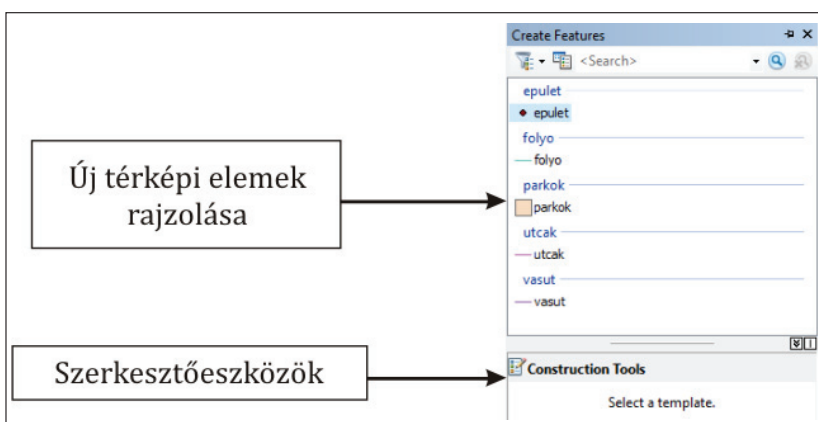 Create Features
<Search>
epulet
epulet
folyo
folyo
parkok
parkok
utcak
utcak
vasut
vasut
Construction Tools
Select a template.
Új térképi elemek
rajzolása
Szerkesztőeszközök